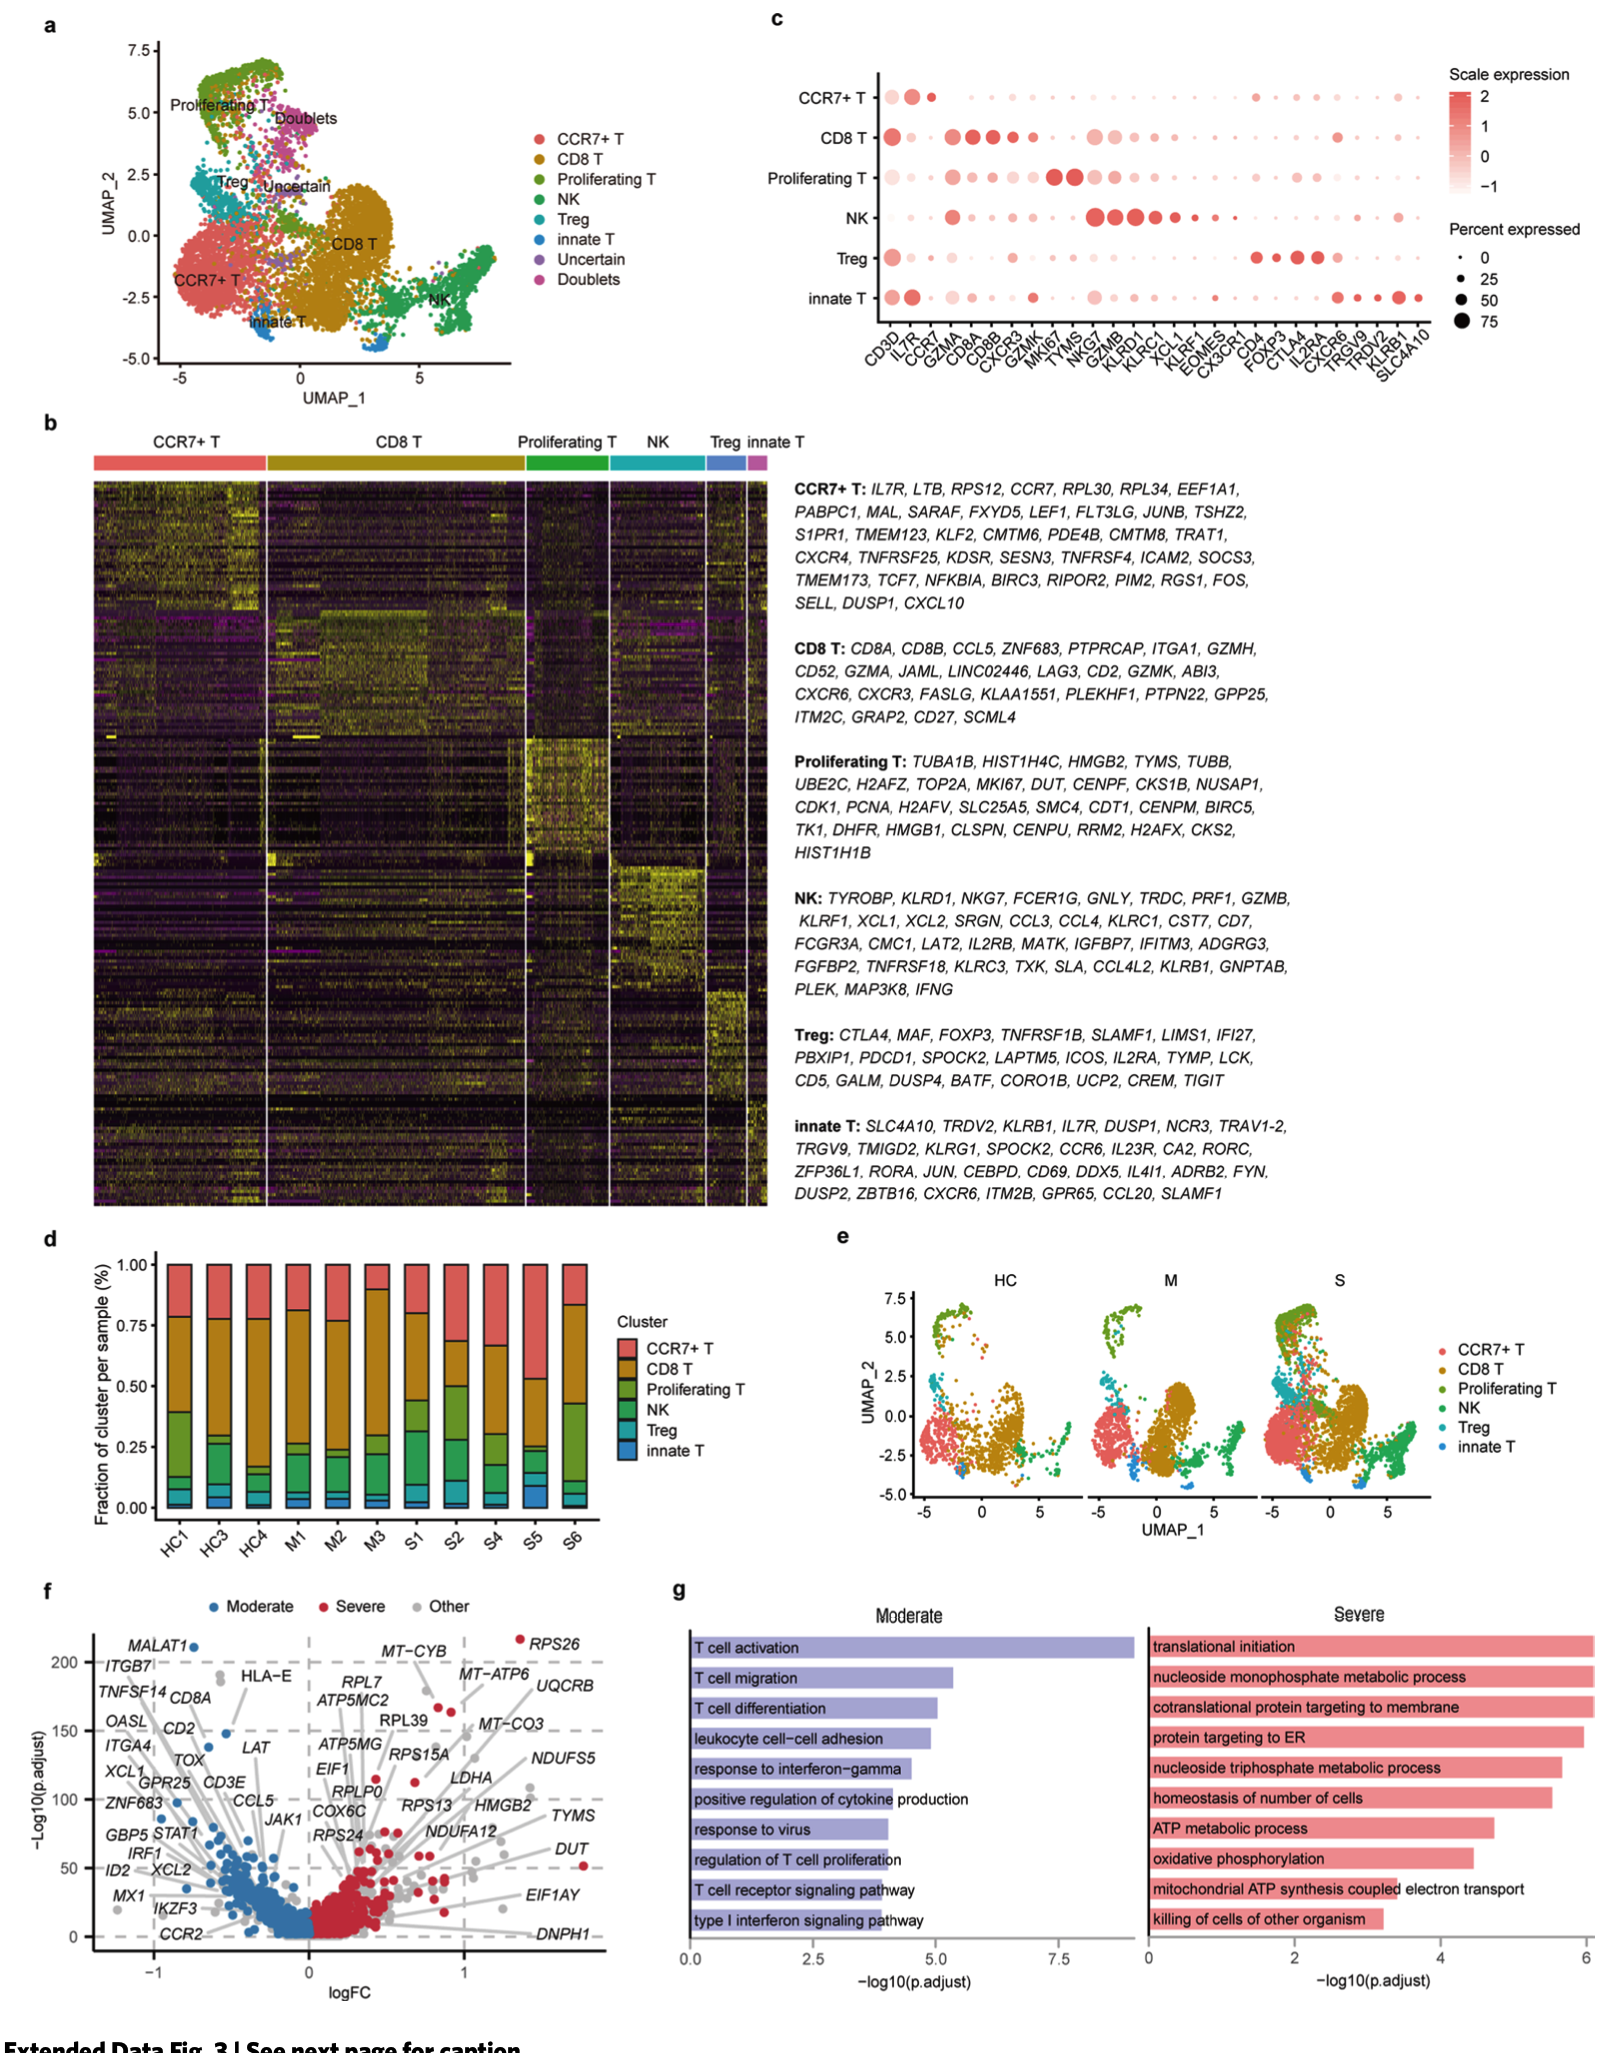 a
7.5
5.0
2.5
0.0
-2.5
-5.0
UMAP_2
-5
0
5
UMAP_1
Proliferating T
Doublets
Treg
Uncertain
CD8 T
CCR7+ T
NK
innate T
CCR7+ T
CD8 T
Proliferating T
NK
Treg
innate T
Uncertain
Doublets
c
CCR7+ T
CD8 T
Proliferating T
NK
Treg
innate T
CD3D
IL7R
CCR7
GZMA
CD8A
CD8B
CXCR3
GZMK
MKI67
TYMS
NKG7
GZMB
KLRD1
KLRC1
XCL1
KLRF1
EOMES
CX3CR1
CD4
FOXP3
CTLA4
IL2RA
CXCR6
TRGV9
TRDV2
KLRB1
SLC4A10
Scale expression
2
1
0
−1
Percent expressed
0
25
50
75
b
CCR7+ T
CD8 T
Proliferating T
NK
Treg
innate T
CCR7+ T: IL7R, LTB, RPS12, CCR7, RPL30, RPL34, EEF1A1,
PABPC1, MAL, SARAF, FXYD5, LEF1, FLT3LG, JUNB, TSHZ2,
S1PR1, TMEM123, KLF2, CMTM6, PDE4B, CMTM8, TRAT1,
CXCR4, TNFRSF25, KDSR, SESN3, TNFRSF4, ICAM2, SOCS3,
TMEM173, TCF7, NFKBIA, BIRC3, RIPOR2, PIM2, RGS1, FOS,
SELL, DUSP1, CXCL10
CD8 T: CD8A, CD8B, CCL5, ZNF683, PTPRCAP, ITGA1, GZMH,
CD52, GZMA, JAML, LINC02446, LAG3, CD2, GZMK, ABI3,
CXCR6, CXCR3, FASLG, KLAA1551, PLEKHF1, PTPN22, GPP25,
ITM2C, GRAP2, CD27, SCML4
Proliferating T: TUBA1B, HIST1H4C, HMGB2, TYMS, TUBB,
UBE2C, H2AFZ, TOP2A, MKI67, DUT, CENPF, CKS1B, NUSAP1,
CDK1, PCNA, H2AFV, SLC25A5, SMC4, CDT1, CENPM, BIRC5,
TK1, DHFR, HMGB1, CLSPN, CENPU, RRM2, H2AFX, CKS2,
HIST1H1B
NK: TYROBP, KLRD1, NKG7, FCER1G, GNLY, TRDC, PRF1, GZMB,
KLRF1, XCL1, XCL2, SRGN, CCL3, CCL4, KLRC1, CST7, CD7,
FCGR3A, CMC1, LAT2, IL2RB, MATK, IGFBP7, IFITM3, ADGRG3,
FGFBP2, TNFRSF18, KLRC3, TXK, SLA, CCL4L2, KLRB1, GNPTAB,
PLEK, MAP3K8, IFNG
Treg: CTLA4, MAF, FOXP3, TNFRSF1B, SLAMF1, LIMS1, IFI27,
PBXIP1, PDCD1, SPOCK2, LAPTM5, ICOS, IL2RA, TYMP, LCK,
CD5, GALM, DUSP4, BATF, CORO1B, UCP2, CREM, TIGIT
innate T: SLC4A10, TRDV2, KLRB1, IL7R, DUSP1, NCR3, TRAV1-2,
TRGV9, TMIGD2, KLRG1, SPOCK2, CCR6, IL23R, CA2, RORC,
ZFP36L1, RORA, JUN, CEBPD, CD69, DDX5, IL4I1, ADRB2, FYN,
DUSP2, ZBTB16, CXCR6, ITM2B, GPR65, CCL20, SLAMF1
d
1.00
0.75
0.50
0.25
0.00
Fraction of cluster per sample (%)
HC1
HC3
HC4
M1
M2
M3
S1
S2
S4
S5
S6
Cluster
CCR7+ T
CD8 T
Proliferating T
NK
Treg
innate T
e
HC
M
S
7.5
5.0
2.5
0.0
-2.5
-5.0
UMAP_2
-5
0
5
-5
0
5
-5
0
5
UMAP_1
CCR7+ T
CD8 T
Proliferating T
NK
Treg
innate T
f
Moderate
Severe
Other
MALAT1
ITGB7
TNFSF14
CD8A
HLA−E
OASL
CD2
ITGA4
TOX
LAT
XCL1
GPR25
CD3E
ZNF683
CCL5
JAK1
GBP5
STAT1
IRF1
ID2
XCL2
MX1
IKZF3
CCR2
MT−CYB
RPS26
RPL7
MT−ATP6
ATP5MC2
UQCRB
RPL39
MT−CO3
ATP5MG
RPS15A
NDUFS5
EIF1
LDHA
RPLP0
COX6C
RPS13
HMGB2
TYMS
RPS24
NDUFA12
DUT
EIF1AY
DNPH1
200
150
100
50
0
−Log10(p.adjust)
−1
0
1
logFC
g
Moderate
T cell activation
T cell migration
T cell differentiation
leukocyte cell−cell adhesion
response to interferon−gamma
positive regulation of cytokine production
response to virus
regulation of T cell proliferation
T cell receptor signaling pathway
type I interferon signaling pathway
0.0
2.5
5.0
7.5
−log10(p.adjust)
Severe
translational initiation
nucleoside monophosphate metabolic process
cotranslational protein targeting to membrane
protein targeting to ER
nucleoside triphosphate metabolic process
homeostasis of number of cells
ATP metabolic process
oxidative phosphorylation
mitochondrial ATP synthesis coupled electron transport
killing of cells of other organism
0
2
4
6
−log10(p.adjust)
Extended Data Fig. 3 | See next page for caption.